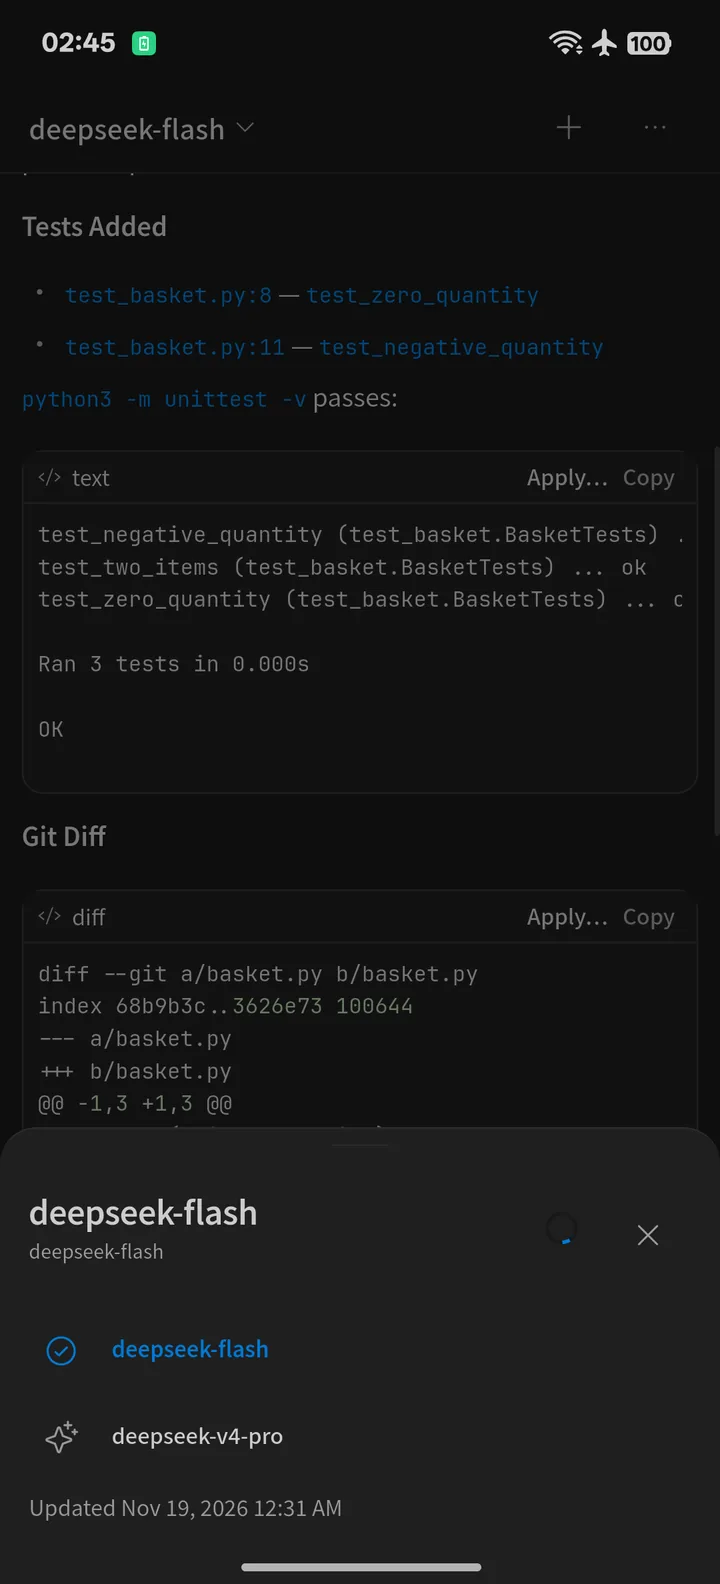 02:45
100
deepseek-flash
Tests Added
• test_basket.py:8 — test_zero_quantity
• test_basket.py:11 — test_negative_quantity
python3 -m unittest -v passes:
</> text Apply... Copy
test_negative_quantity (test_basket.BasketTests) .
test_two_items (test_basket.BasketTests) ... ok
test_zero_quantity (test_basket.BasketTests) ...
Ran 3 tests in 0.000s
OK
Git Diff
</> diff Apply... Copy
diff --git a/basket.py b/basket.py
index 68b9b3c..3626e73 100644
--- a/basket.py
+++ b/basket.py
@@ -1,3 +1,3 @@
deepseek-flash
deepseek-flash
deepseek-flash
deepseek-v4-pro
Updated Nov 19, 2026 12:31 AM